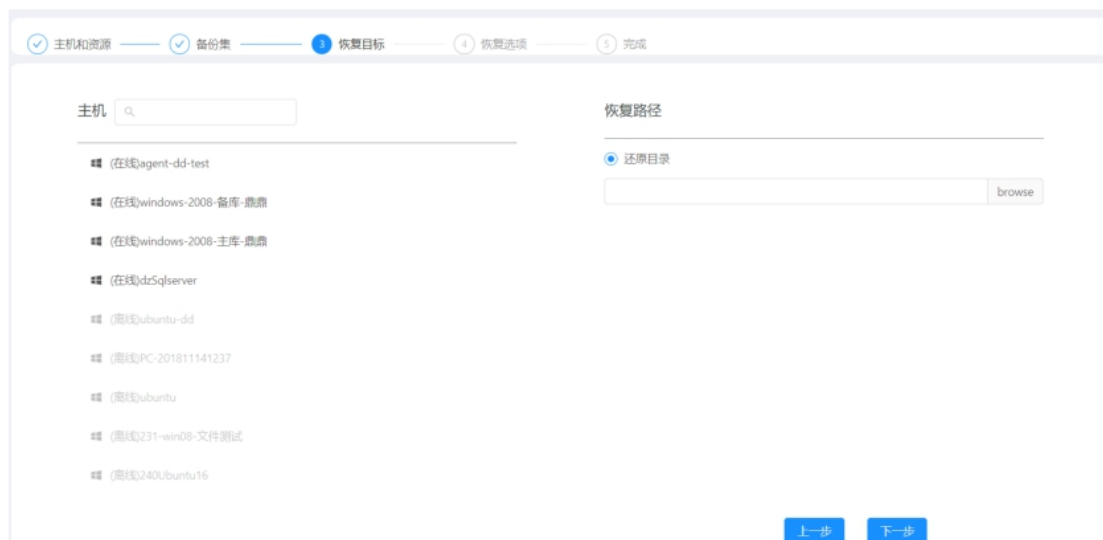 主机和资源 备份集 3 恢复目标 4 恢复选项 5 完成
主机
(在线)agent-dd-test
(在线)windows-2008-备库-鼎鼎
(在线)windows-2008-主库-鼎鼎
(在线)dzSqlserver
(离线)ubuntu-dd
(离线)PC-201811141237
(离线)ubuntu
(离线)231-win08-文件测试
(离线)240Ubuntu16
恢复路径
还原目录
browse
上一步 下一步